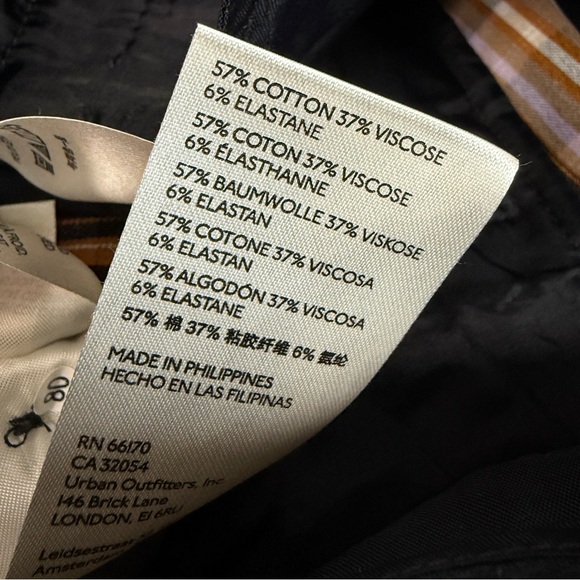 57% COTTON 37% VISCOSE
6% ELASTANE
57% COTON 37% VISCOSE
6% ÉLASTHANNE
57% BAUMWOLLE 37% VISKOSE
6% ELASTAN
57% COTONE 37% VISCOSA
6% ELASTAN
57% ALGODÓN 37% VISCOSA
6% ELASTANE
57% 棉 37% 粘胶纤维 6% 氨纶
MADE IN PHILIPPINES
HECHO EN LAS FILIPINAS
RN 66170
CA 32054
Urban Outfitters, Inc
146 Brick Lane
LONDON, E1 6RU
Leidsestraat
Amsterdam
08